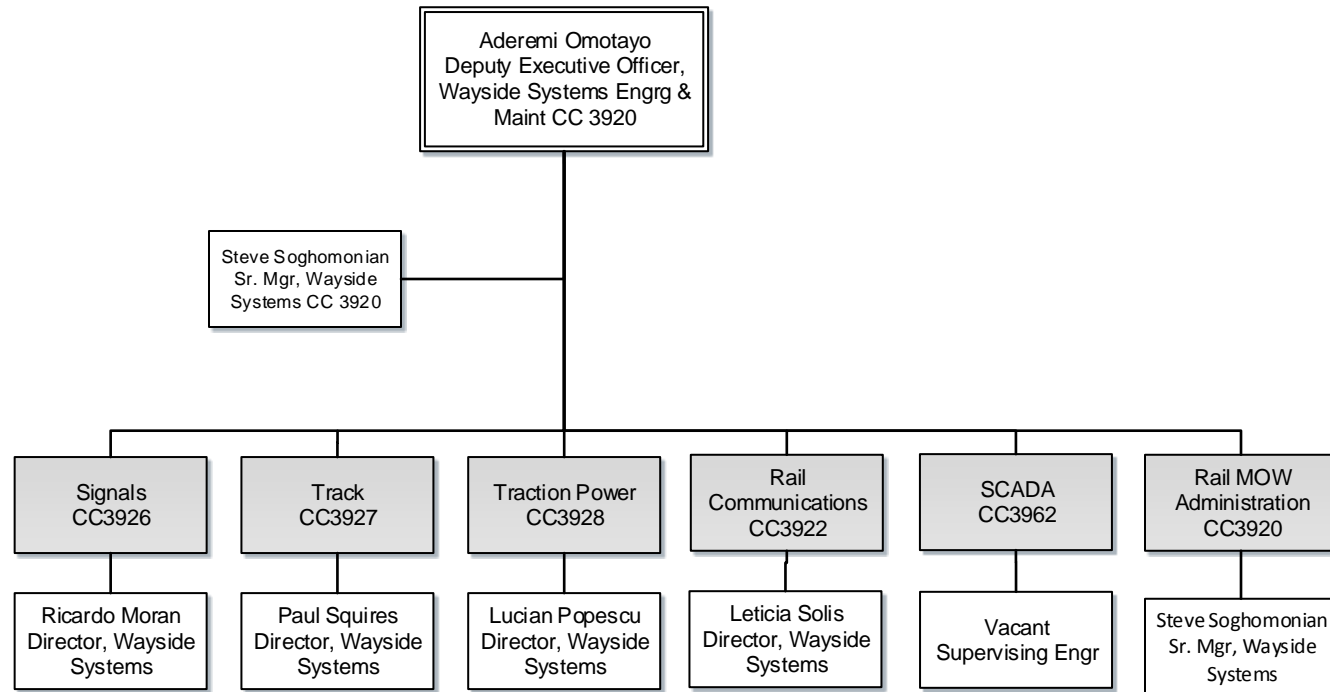 Aderemi Omotayo
Deputy Executive Officer,
Wayside Systems Engrg &
Maint CC 3920
Steve Soghomonian
Sr. Mgr, Wayside
Systems CC 3920
Signals
CC3926
Track
CC3927
Traction Power
CC3928
Rail
Communications
CC3922
SCADA
CC3962
Rail MOW
Administration
CC3920
Ricardo Moran
Director, Wayside
Systems
Paul Squires
Director, Wayside
Systems
Lucian Popescu
Director, Wayside
Systems
Leticia Solis
Director, Wayside
Systems
Vacant
Supervising Engr
Steve Soghomonian
Sr. Mgr, Wayside
Systems